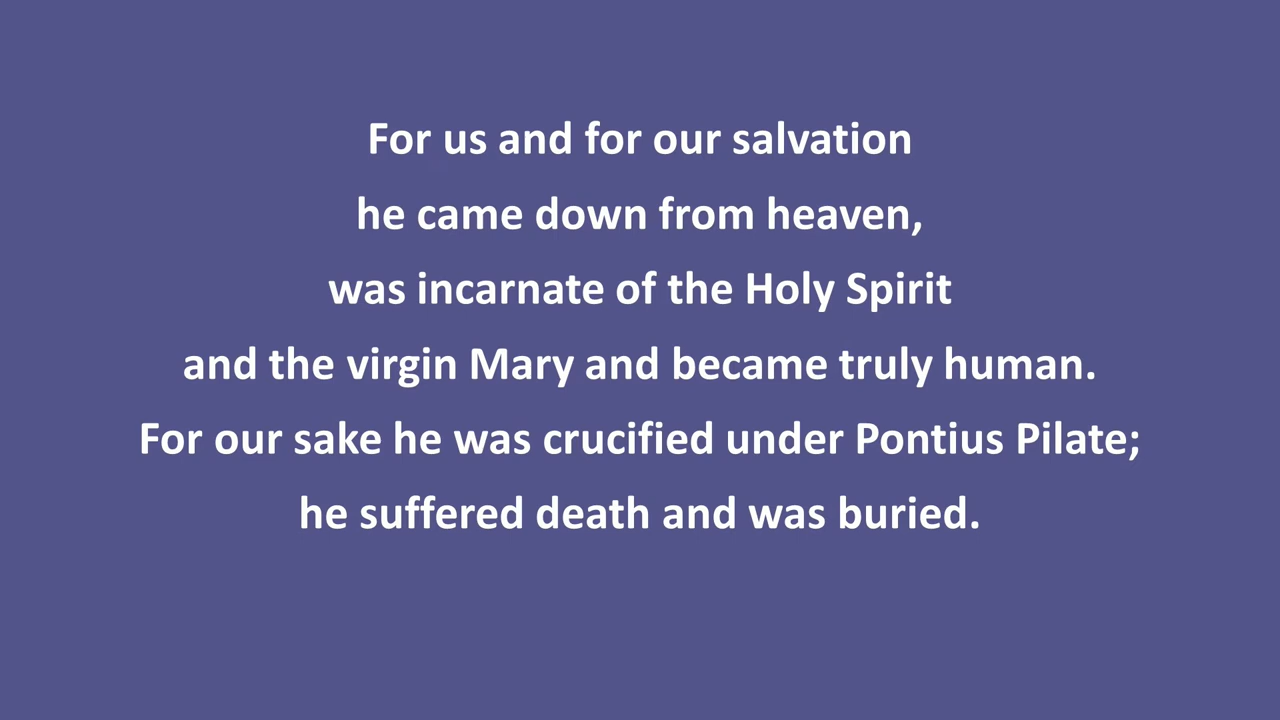 For us and for our salvation
he came down from heaven,
was incarnate of the Holy Spirit
and the virgin Mary and became truly human.
For our sake he was crucified under Pontius Pilate;
he suffered death and was buried.